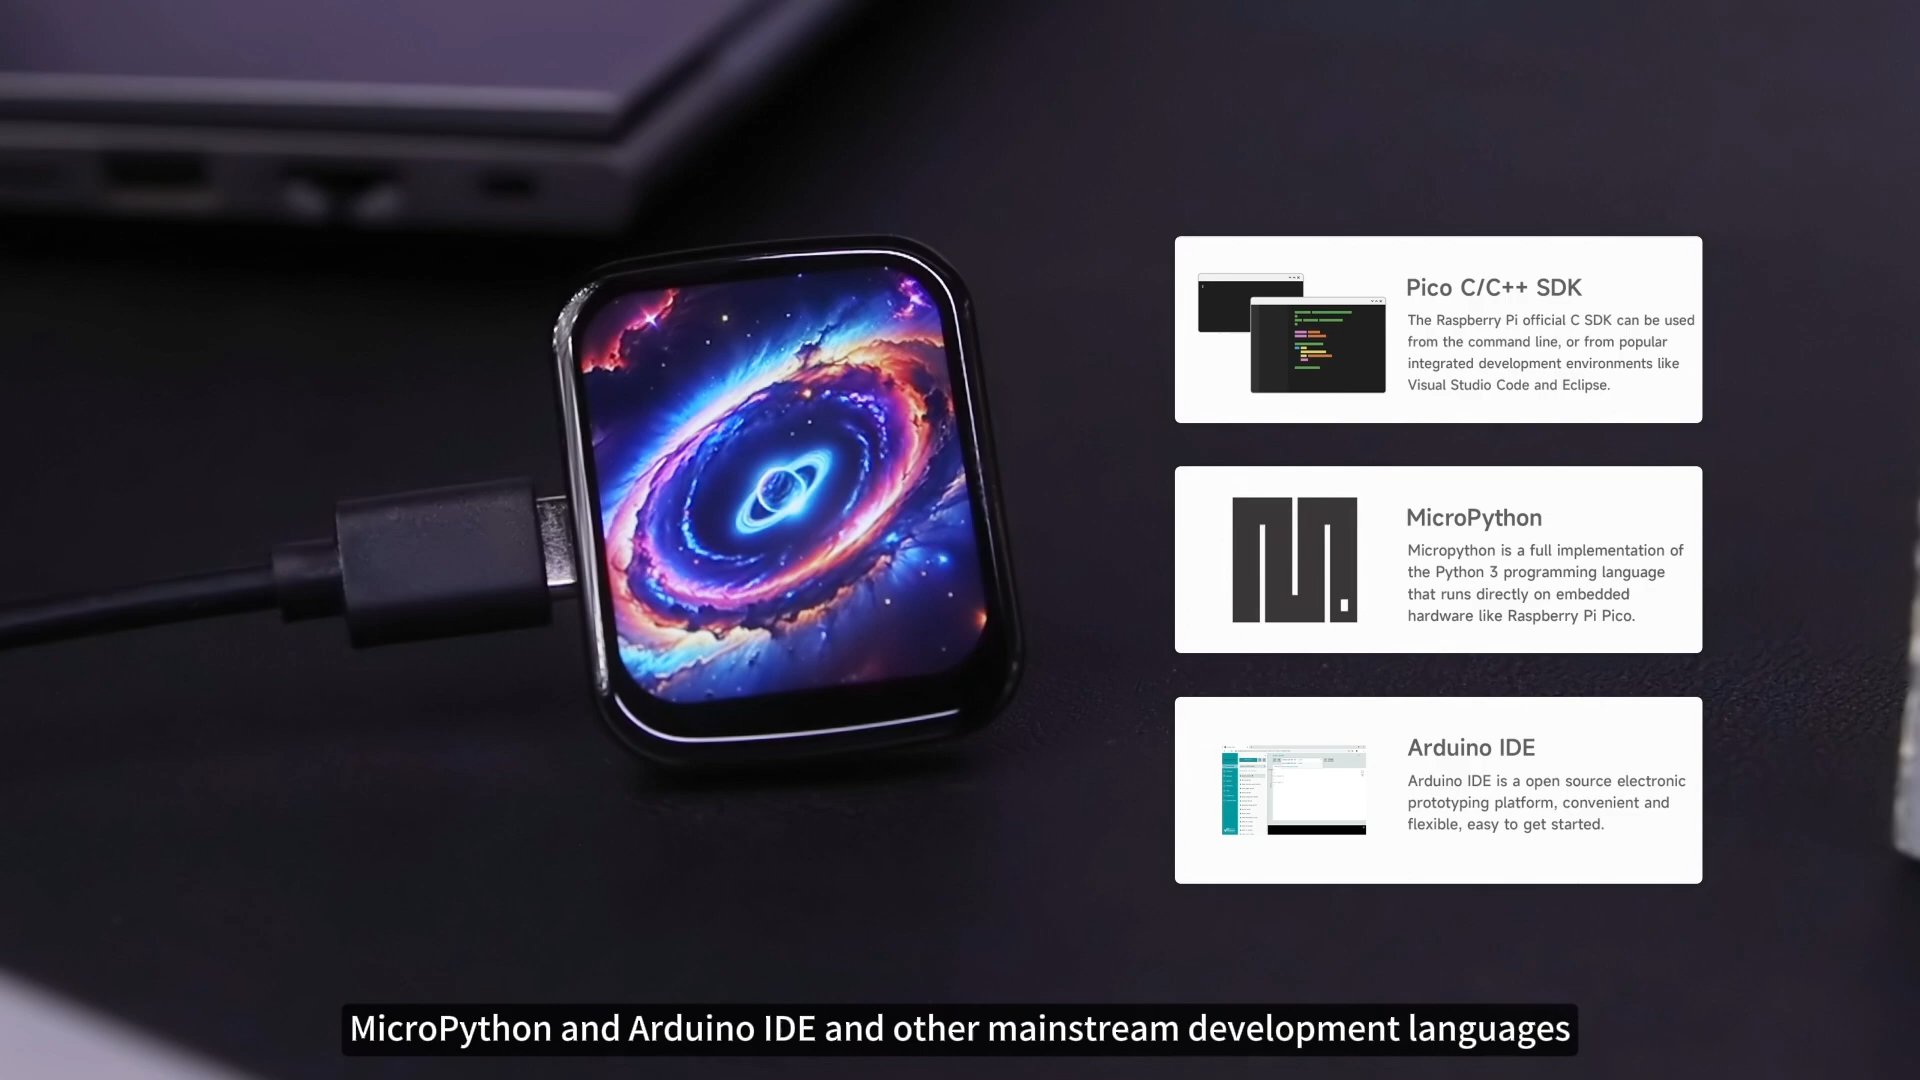 Pico C/C++ SDK
The Raspberry Pi official C SDK can be used
from the command line, or from popular
integrated development environments like
Visual Studio Code and Eclipse.
MicroPython
Micropython is a full implementation of
the Python 3 programming language
that runs directly on embedded
hardware like Raspberry Pi Pico.
Arduino IDE
Arduino IDE is a open source electronic
prototyping platform, convenient and
flexible, easy to get started.
MicroPython and Arduino IDE and other mainstream development languages